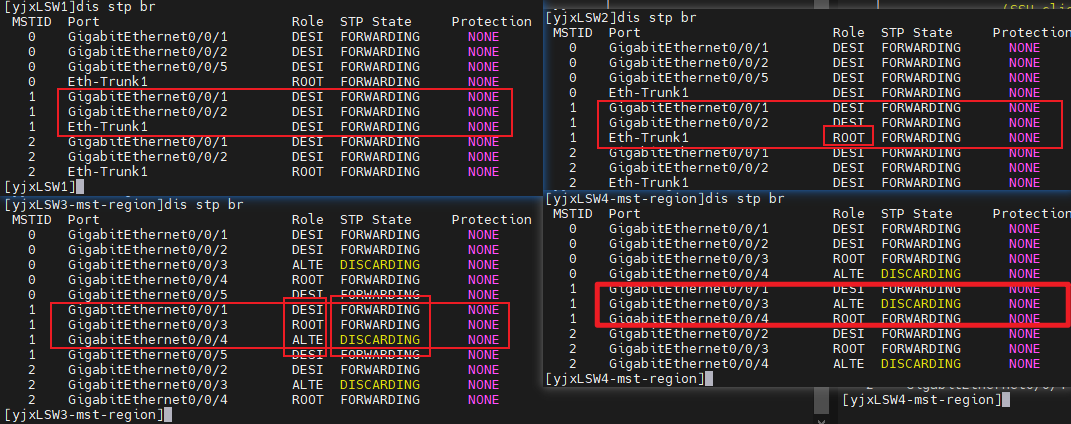 [yjxLSW1]dis stp br
MSTID Port Role STP State Protection
0 GigabitEthernet0/0/1 DESI FORWARDING NONE
0 GigabitEthernet0/0/2 DESI FORWARDING NONE
0 GigabitEthernet0/0/5 DESI FORWARDING NONE
0 Eth-Trunk1 ROOT FORWARDING NONE
1 GigabitEthernet0/0/1 DESI FORWARDING NONE
1 GigabitEthernet0/0/2 DESI FORWARDING NONE
1 Eth-Trunk1 DESI FORWARDING NONE
2 GigabitEthernet0/0/1 DESI FORWARDING NONE
2 GigabitEthernet0/0/2 DESI FORWARDING NONE
2 Eth-Trunk1 ROOT FORWARDING NONE
[yjxLSW1]
[yjxLSW2]dis stp br
MSTID Port Role STP State Protection
0 GigabitEthernet0/0/1 DESI FORWARDING NONE
0 GigabitEthernet0/0/2 DESI FORWARDING NONE
0 GigabitEthernet0/0/5 DESI FORWARDING NONE
0 Eth-Trunk1 DESI FORWARDING NONE
1 GigabitEthernet0/0/1 DESI FORWARDING NONE
1 GigabitEthernet0/0/2 DESI FORWARDING NONE
1 Eth-Trunk1 ROOT FORWARDING NONE
2 GigabitEthernet0/0/1 DESI FORWARDING NONE
2 GigabitEthernet0/0/2 DESI FORWARDING NONE
2 Eth-Trunk1 DESI FORWARDING NONE
[yjxLSW3-mst-region]dis stp br
MSTID Port Role STP State Protection
0 GigabitEthernet0/0/1 DESI FORWARDING NONE
0 GigabitEthernet0/0/2 DESI FORWARDING NONE
0 GigabitEthernet0/0/3 ALTE DISCARDING NONE
0 GigabitEthernet0/0/4 ROOT FORWARDING NONE
0 GigabitEthernet0/0/5 DESI FORWARDING NONE
1 GigabitEthernet0/0/1 DESI FORWARDING NONE
1 GigabitEthernet0/0/3 ROOT FORWARDING NONE
1 GigabitEthernet0/0/4 ALTE DISCARDING NONE
1 GigabitEthernet0/0/5 DESI FORWARDING NONE
2 GigabitEthernet0/0/2 DESI FORWARDING NONE
2 GigabitEthernet0/0/3 ALTE DISCARDING NONE
2 GigabitEthernet0/0/4 ROOT FORWARDING NONE
[yjxLSW3-mst-region]
[yjxLSW4-mst-region]dis stp br
MSTID Port Role STP State Protection
0 GigabitEthernet0/0/1 DESI FORWARDING NONE
0 GigabitEthernet0/0/2 DESI FORWARDING NONE
0 GigabitEthernet0/0/3 ROOT FORWARDING NONE
0 GigabitEthernet0/0/4 ALTE DISCARDING NONE
1 GigabitEthernet0/0/1 DESI FORWARDING NONE
1 GigabitEthernet0/0/3 ALTE DISCARDING NONE
1 GigabitEthernet0/0/4 ROOT FORWARDING NONE
2 GigabitEthernet0/0/2 DESI FORWARDING NONE
2 GigabitEthernet0/0/3 ROOT FORWARDING NONE
2 GigabitEthernet0/0/4 ALTE DISCARDING NONE
[yjxLSW4-mst-region]
[yjxLSW4-mst-region]